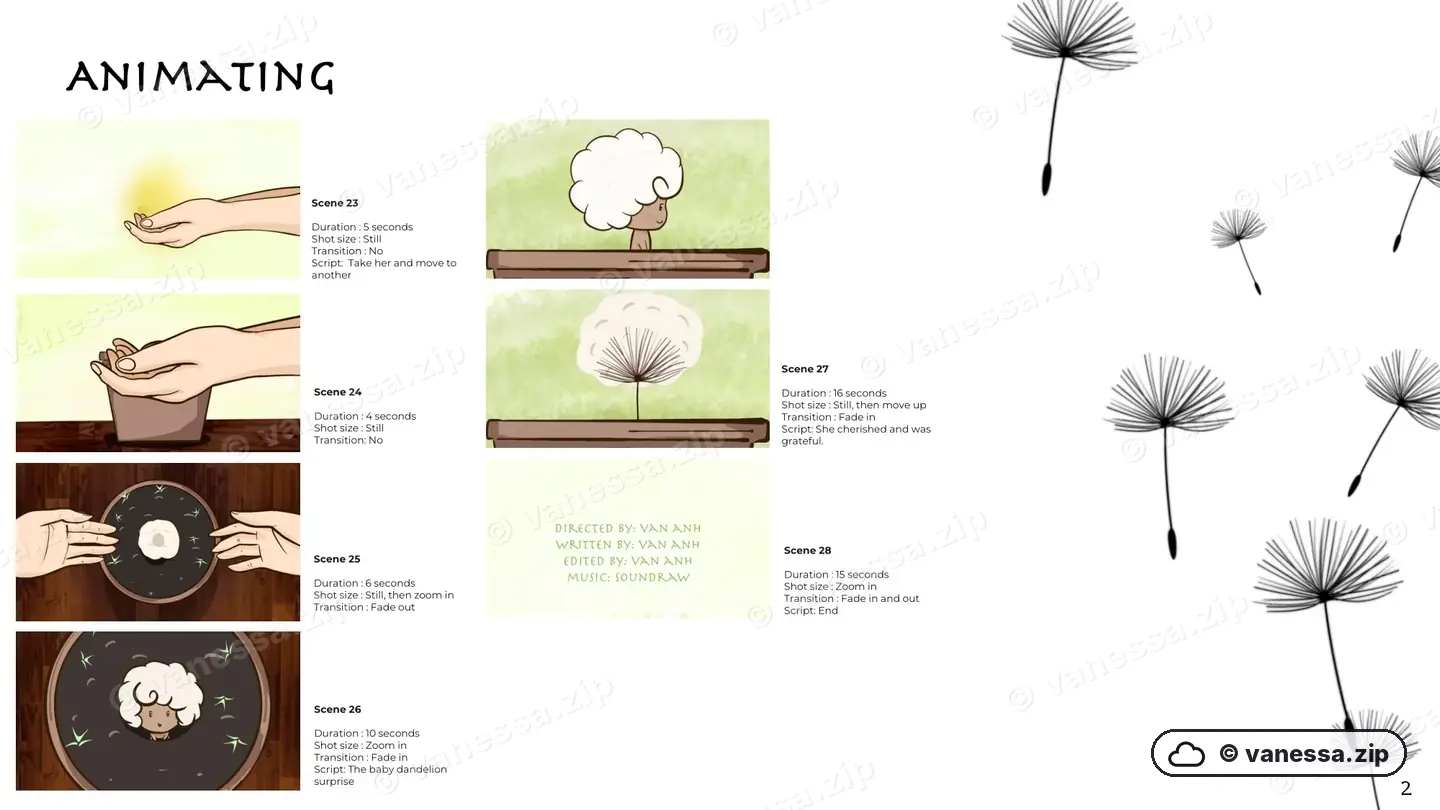 ANIMATING
Scene 23
Duration : 5 seconds
Shot size : Still
Transition : No
Script: Take her and move to
another
Scene 24
Duration : 4 seconds
Shot size : Still
Transition: No
Scene 25
Duration : 6 seconds
Shot size : Still, then zoom in
Transition : Fade out
Scene 26
Duration : 10 seconds
Shot size : Zoom in
Transition : Fade in
Script: The baby dandelion
surprise
Scene 27
Duration : 16 seconds
Shot size : Still, then move up
Transition : Fade in
Script: She cherished and was
grateful.
DIRECTED BY: VAN ANH
WRITTEN BY: VAN ANH
EDITED BY: VAN ANH
MUSIC: SOUNDRAW
Scene 28
Duration : 15 seconds
Shot size : Zoom in
Transition : Fade in and out
Script: End
© vanessa.zip
2